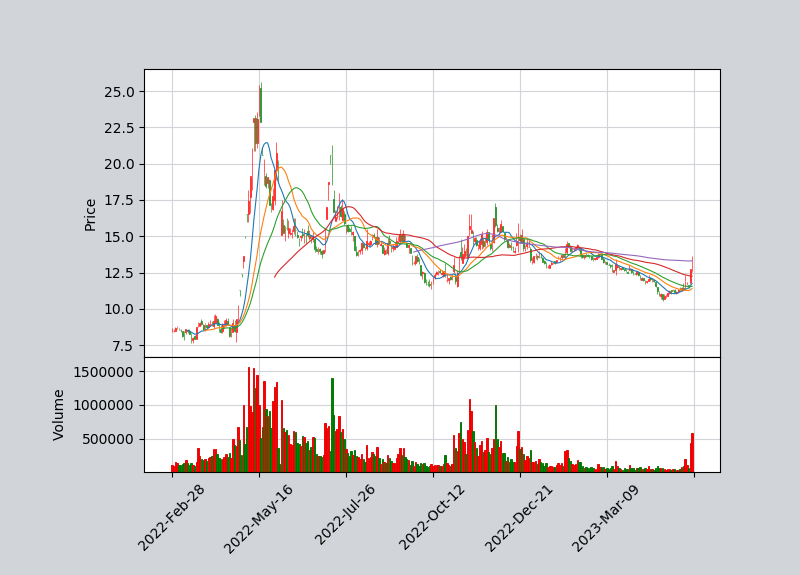 Price
25.0
22.5
20.0
17.5
15.0
12.5
10.0
7.5
Volume
1500000
1000000
500000
2022-Feb-28
2022-May-16
2022-Jul-26
2022-Oct-12
2022-Dec-21
2023-Mar-09